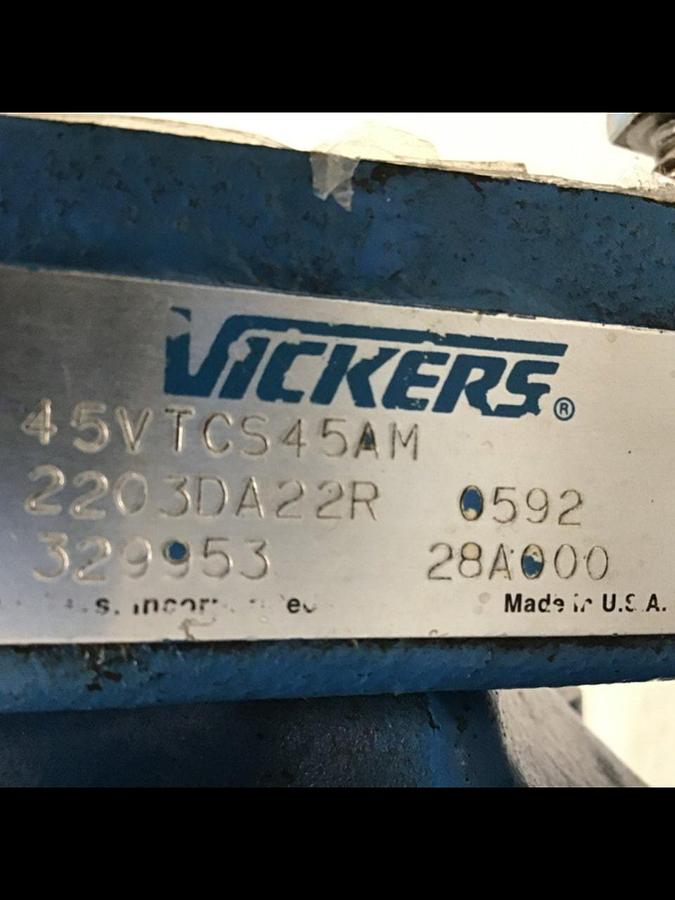 VICKERS®
45VTCS45AM
2203DA22R 0592
329953 28A000
Made in U.S.A.